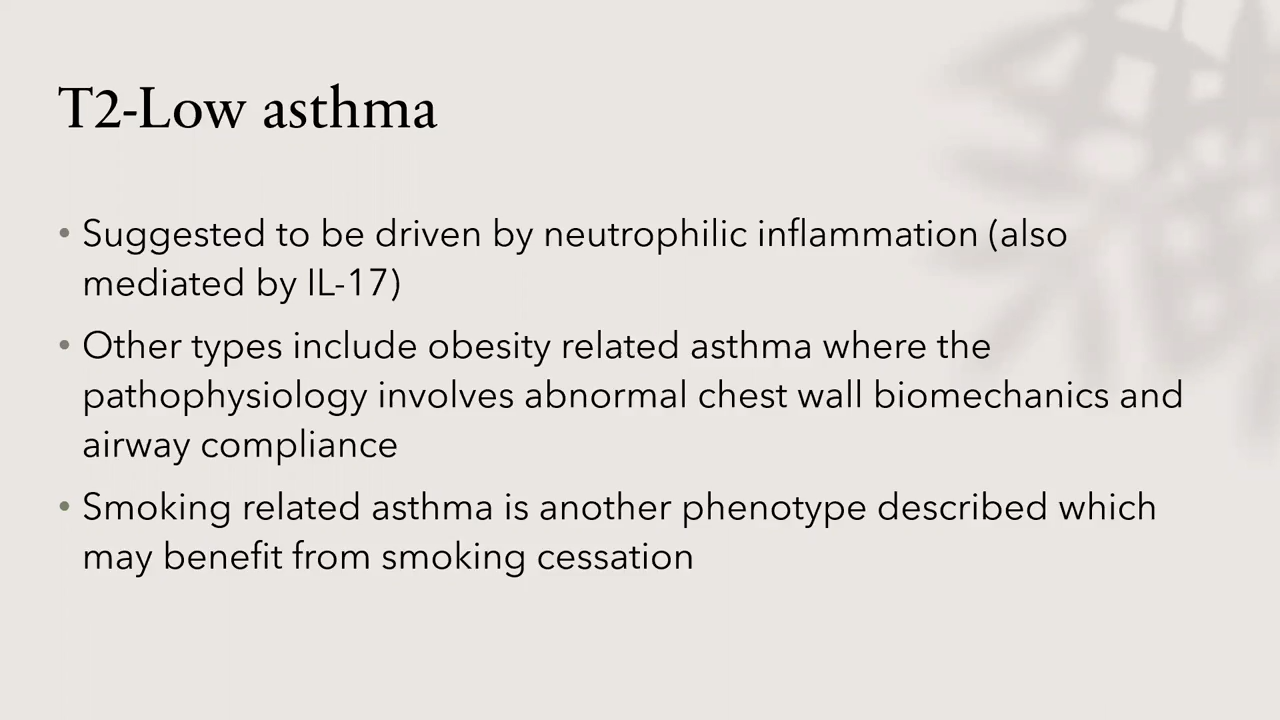 T2-Low asthma
• Suggested to be driven by neutrophilic inflammation (also
mediated by IL-17)
• Other types include obesity related asthma where the
pathophysiology involves abnormal chest wall biomechanics and
airway compliance
• Smoking related asthma is another phenotype described which
may benefit from smoking cessation